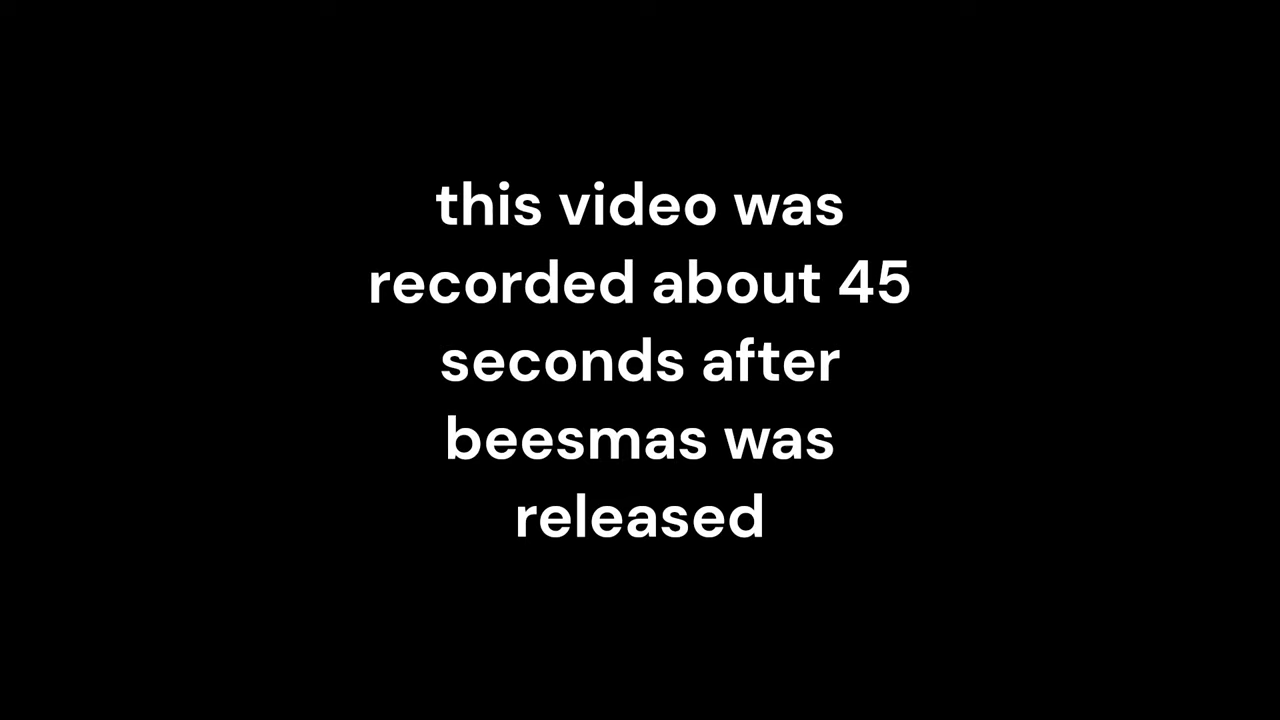 this video was
recorded about 45
seconds after
beesmas was
released